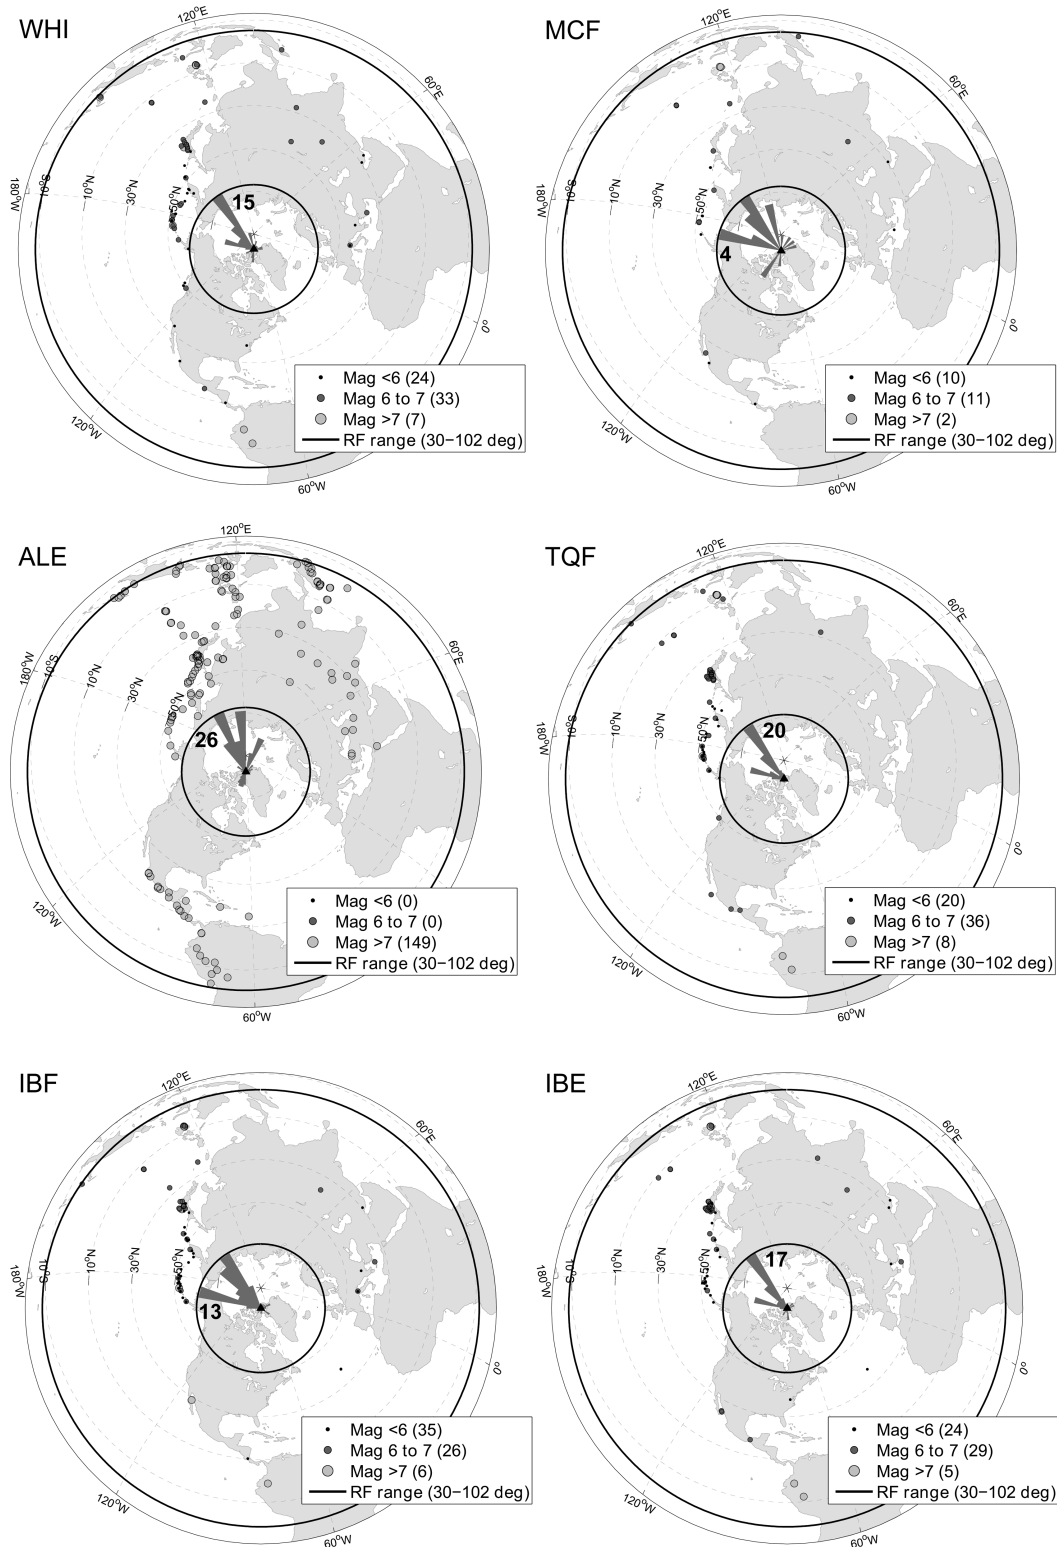 WHI
120°E
60°E
180°W
10°S
10°N
30°N
50°N
15
0°
120°W
60°W
Mag <6 (24)
Mag 6 to 7 (33)
Mag >7 (7)
RF range (30−102 deg)
MCF
120°E
60°E
180°W
10°S
10°N
30°N
50°N
4
0°
120°W
60°W
Mag <6 (10)
Mag 6 to 7 (11)
Mag >7 (2)
RF range (30−102 deg)
ALE
120°E
60°E
180°W
10°S
10°N
30°N
50°N
26
120°W
60°W
Mag <6 (0)
Mag 6 to 7 (0)
Mag >7 (149)
RF range (30−102 deg)
TQF
120°E
60°E
180°W
10°S
10°N
30°N
50°N
20
0°
120°W
60°W
Mag <6 (20)
Mag 6 to 7 (36)
Mag >7 (8)
RF range (30−102 deg)
IBF
120°E
60°E
180°W
10°S
10°N
30°N
50°N
13
0°
120°W
60°W
Mag <6 (35)
Mag 6 to 7 (26)
Mag >7 (6)
RF range (30−102 deg)
IBE
120°E
60°E
180°W
10°S
10°N
30°N
50°N
17
0°
120°W
60°W
Mag <6 (24)
Mag 6 to 7 (29)
Mag >7 (5)
RF range (30−102 deg)